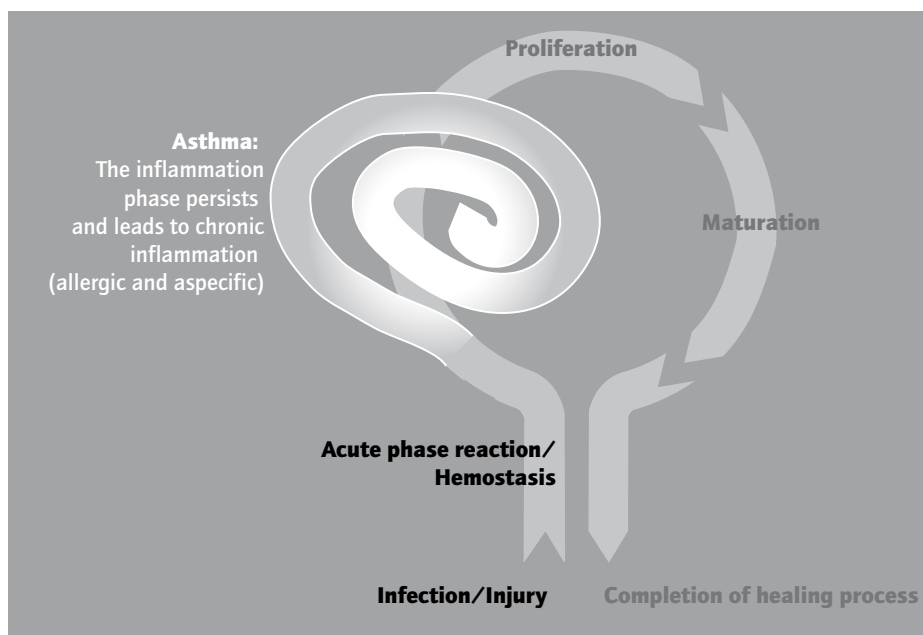 Proliferation
Asthma:
The inflammation
phase persists
and leads to chronic
inflammation
(allergic and aspecific)
Maturation
Acute phase reaction/
Hemostasis
Infection/Injury
Completion of healing process